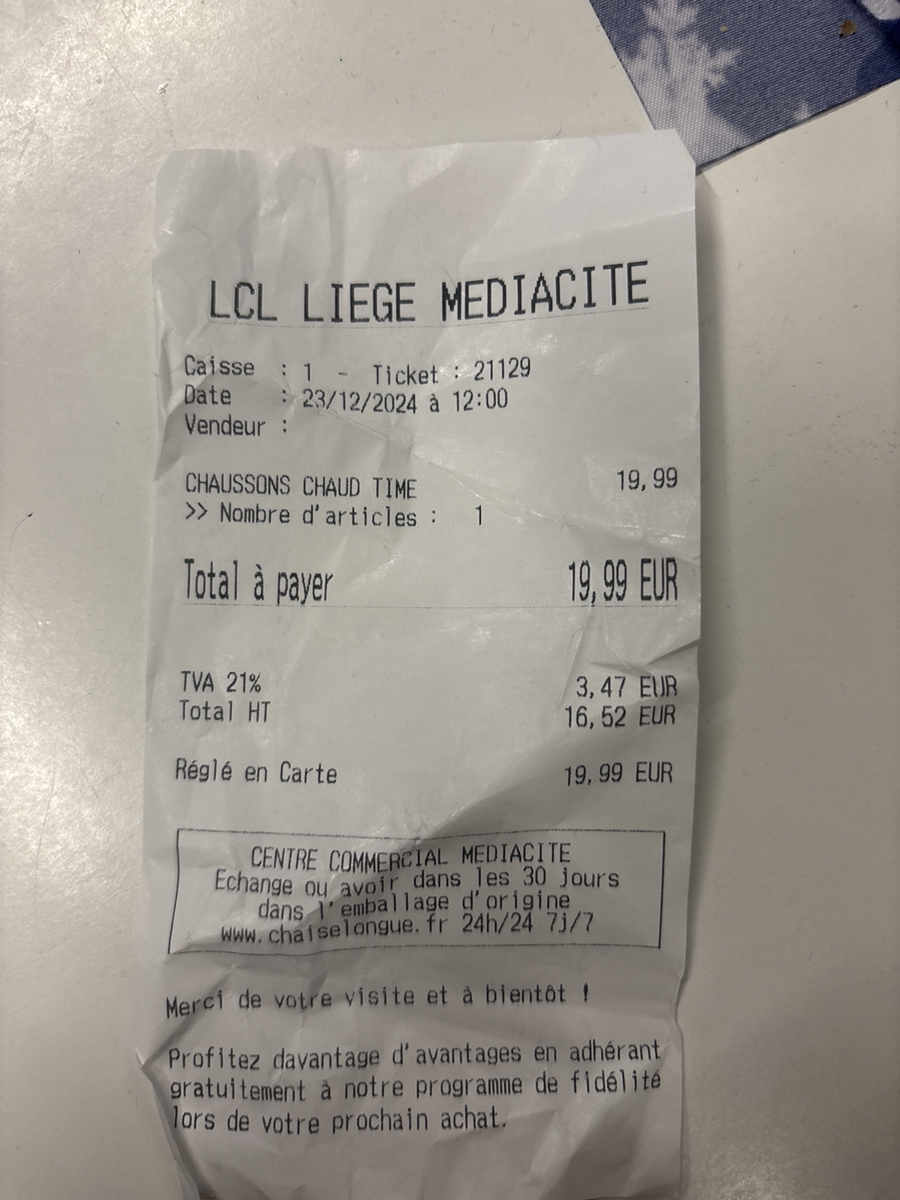 LCL LIEGE MEDIACITE
Caisse : 1 - Ticket : 21129
Date : 23/12/2024 à 12:00
Vendeur :
CHAUSSONS CHAUD TIME 19,99
>> Nombre d'articles : 1
Total à payer 19,99 EUR
TVA 21% 3,47 EUR
Total HT 16,52 EUR
Réglé en Carte 19,99 EUR
CENTRE COMMERCIAL MEDIACITE
Echange ou avoir dans les 30 jours
dans l'emballage d'origine
www.chaiselongue.fr 24h/24 7j/7
Merci de votre visite et à bientôt !
Profitez davantage d'avantages en adhérant
gratuitement à notre programme de fidélité
lors de votre prochain achat.